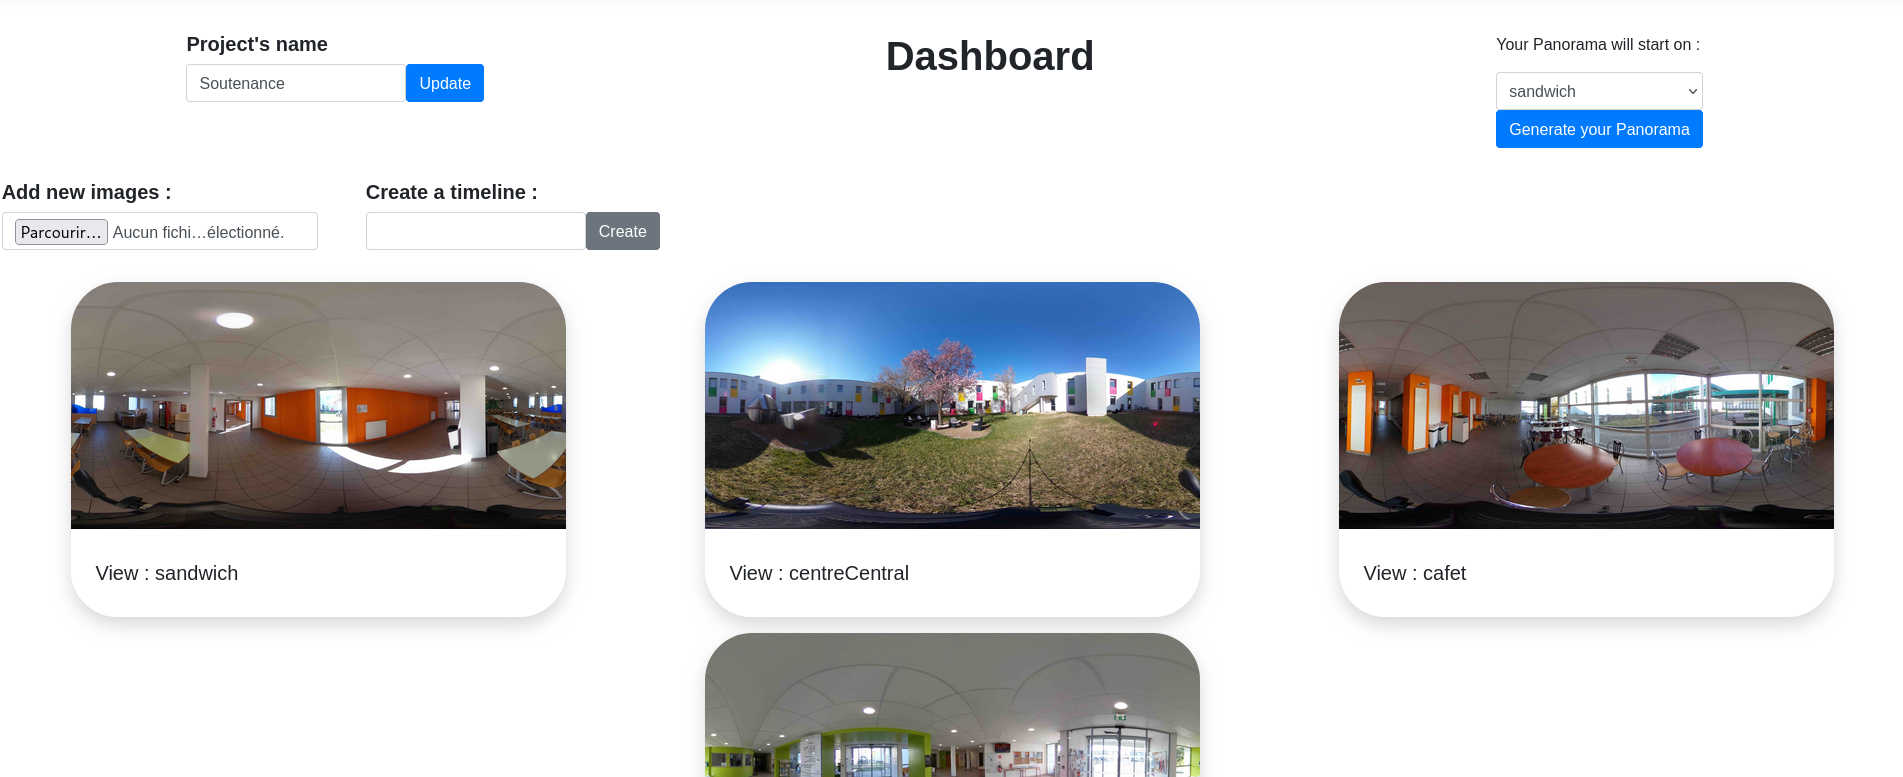 Project's name
Soutenance
Update
Dashboard
Your Panorama will start on :
sandwich
Generate your Panorama
Add new images :
Parcourir...
Aucun fichi...électionné.
Create a timeline :
Create
View : sandwich
View : centreCentral
View : cafet